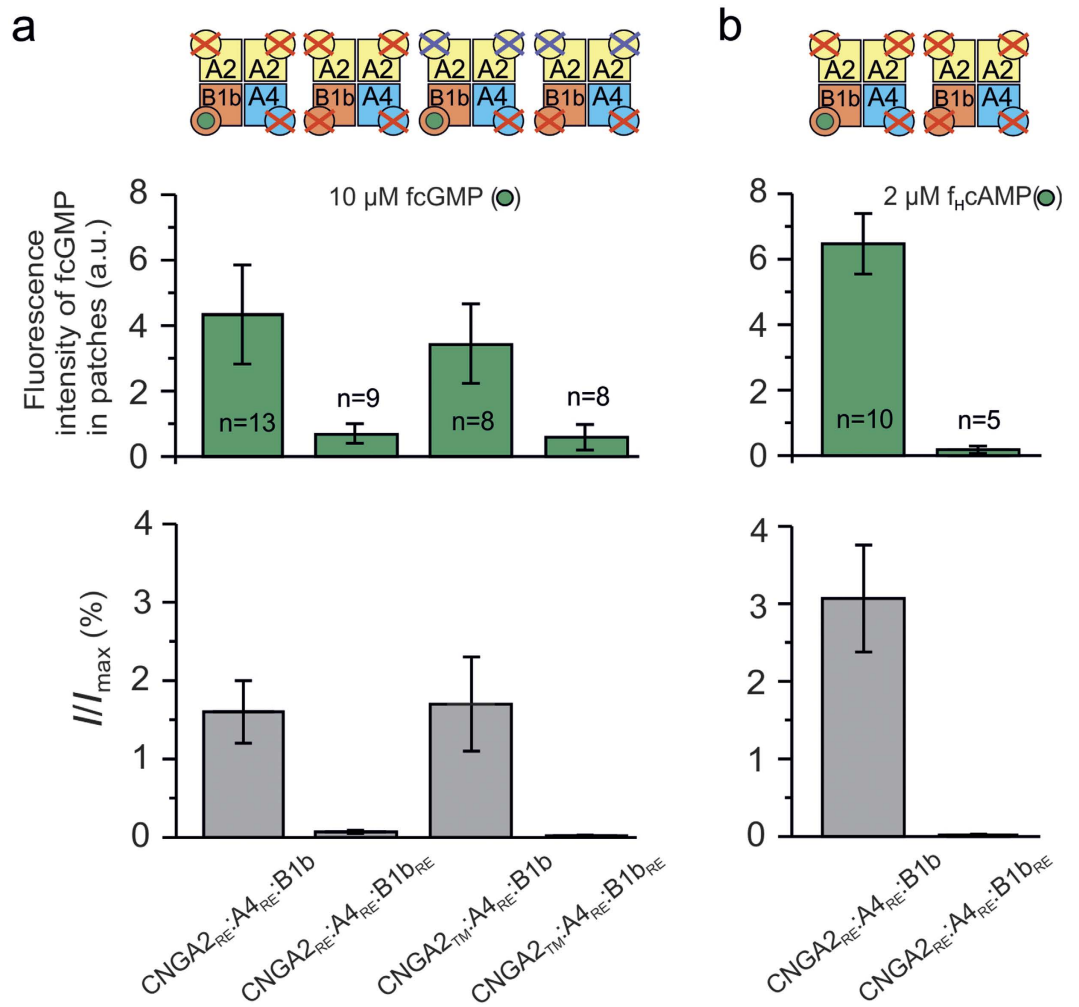 a
A2 A2 A2 A2 A2 A2 A2 A2
B1b A4 B1b A4 B1b A4 B1b A4
10 µM fcGMP ()
Fluorescence
intensity of fcGMP
in patches (a.u.)
8
6
4
2
0
n=13
n=9
n=8
n=8
I/Imax (%)
4
3
2
1
0
CNGA2RE:A4RE:B1b
CNGA2RE:A4RE:B1bRE
CNGA2TM:A4RE:B1b
CNGA2TM:A4RE:B1bRE
b
A2 A2 A2 A2
B1b A4 B1b A4
2 µM fHcAMP()
8
6
4
2
0
n=10
n=5
4
3
2
1
0
CNGA2RE:A4RE:B1b
CNGA2RE:A4RE:B1bRE